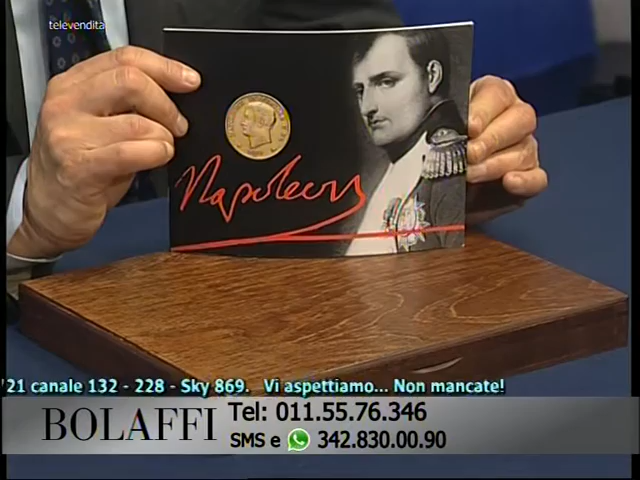 televendita
Napoleon
'21 canale 132 - 228 - Sky 869. Vi aspettiamo... Non mancate!
BOLAFFI
Tel: 011.55.76.346
SMS e 342.830.00.90